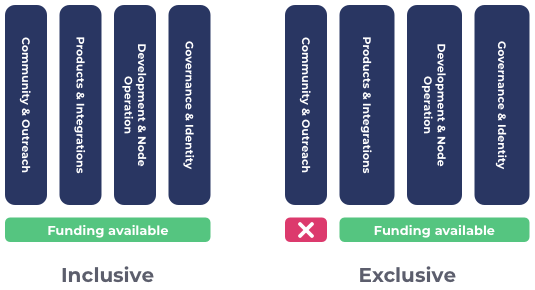 Community & Outreach
Products & Integrations
Development & Node
Operation
Governance & Identity
Funding available
Inclusive
Community & Outreach
Products & Integrations
Development & Node
Operation
Governance & Identity
Funding available
Exclusive